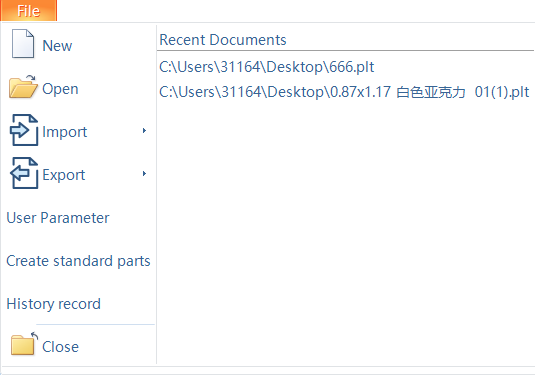 File
New
Open
Import
Export
User Parameter
Create standard parts
History record
Close
Recent Documents
C:\Users\31164\Desktop\666.plt
C:\Users\31164\Desktop\0.87x1.17 白色亚克力  01(1).plt